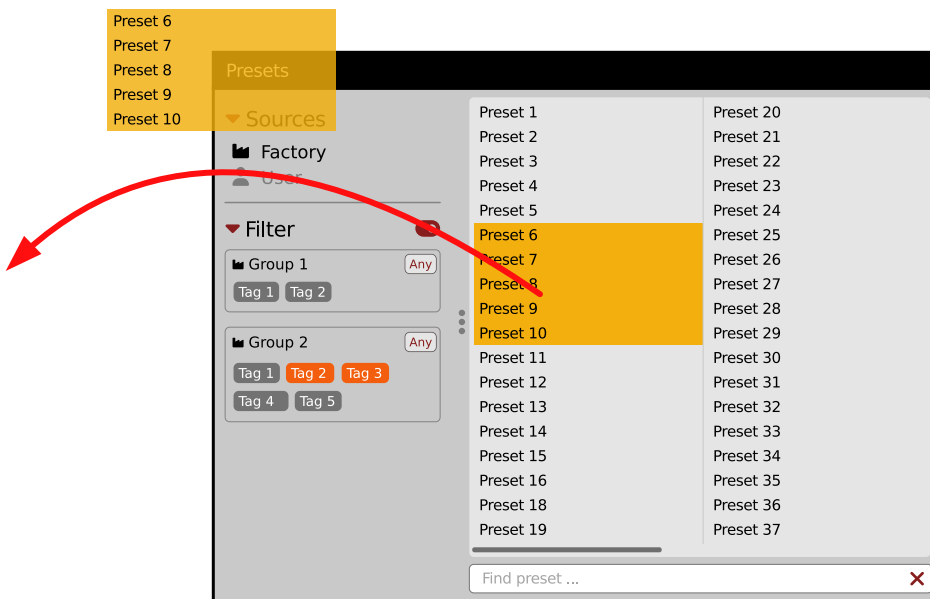 Preset 6
Preset 7
Preset 8
Preset 9
Preset 10
Presets
Sources
Factory
User
Filter
Group 1
Any
Tag 1
Tag 2
Group 2
Any
Tag 1
Tag 2
Tag 3
Tag 4
Tag 5
Preset 1
Preset 2
Preset 3
Preset 4
Preset 5
Preset 6
Preset 7
Preset 8
Preset 9
Preset 10
Preset 11
Preset 12
Preset 13
Preset 14
Preset 15
Preset 16
Preset 18
Preset 19
Preset 20
Preset 21
Preset 22
Preset 23
Preset 24
Preset 25
Preset 26
Preset 27
Preset 28
Preset 29
Preset 30
Preset 31
Preset 32
Preset 33
Preset 34
Preset 35
Preset 36
Preset 37
Find preset ...